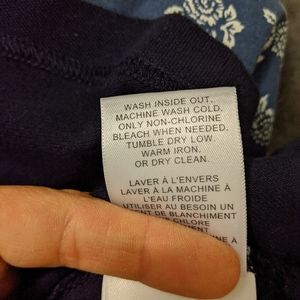 WASH INSIDE OUT.
MACHINE WASH COLD.
ONLY NON-CHLORINE
BLEACH WHEN NEEDED.
TUMBLE DRY LOW.
WARM IRON.
OR DRY CLEAN.
LAVER À L'ENVERS
LAVER À LA MACHINE À
L'EAU FROIDE
UTILISER AU BESOIN UN
DE BLANCHIMENT
CHLORE